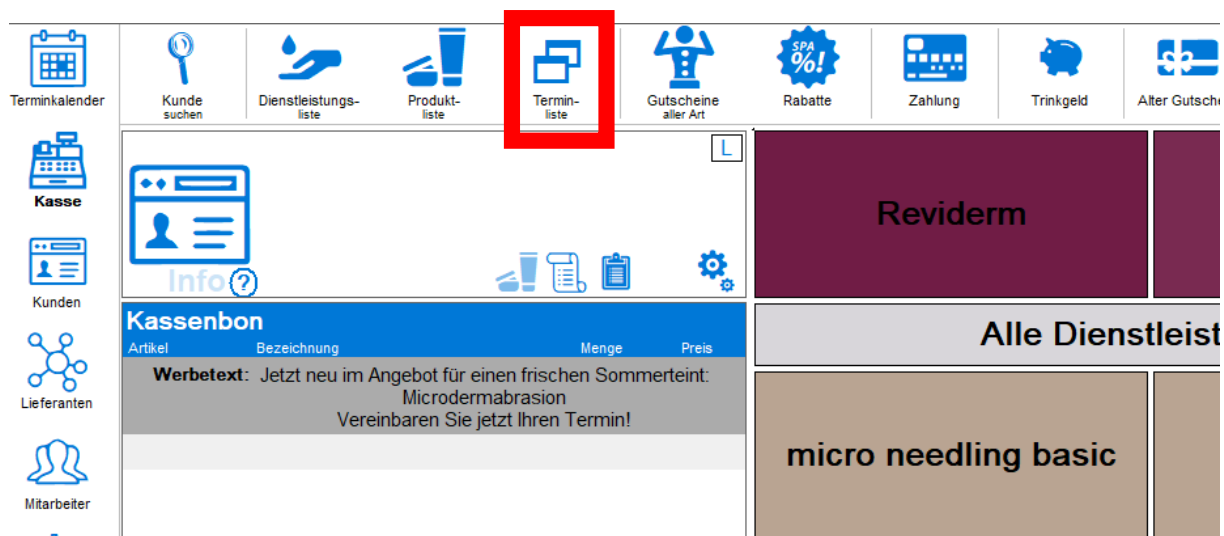 Terminkalender
Kunde
suchen
Dienstleistungs-
liste
Produkt-
liste
Termin-
liste
Gutscheine
aller Art
SPA
%!
Rabatte
Zahlung
Trinkgeld
Alter Gutsche
Kasse
Kunden
Lieferanten
Mitarbeiter
L
Info ?
Reviderm
Kassenbon
Artikel Bezeichnung Menge Preis
Werbetext: Jetzt neu im Angebot für einen frischen Sommerteint:
Microdermabrasion
Vereinbaren Sie jetzt Ihren Termin!
Alle Dienstleist
micro needling basic